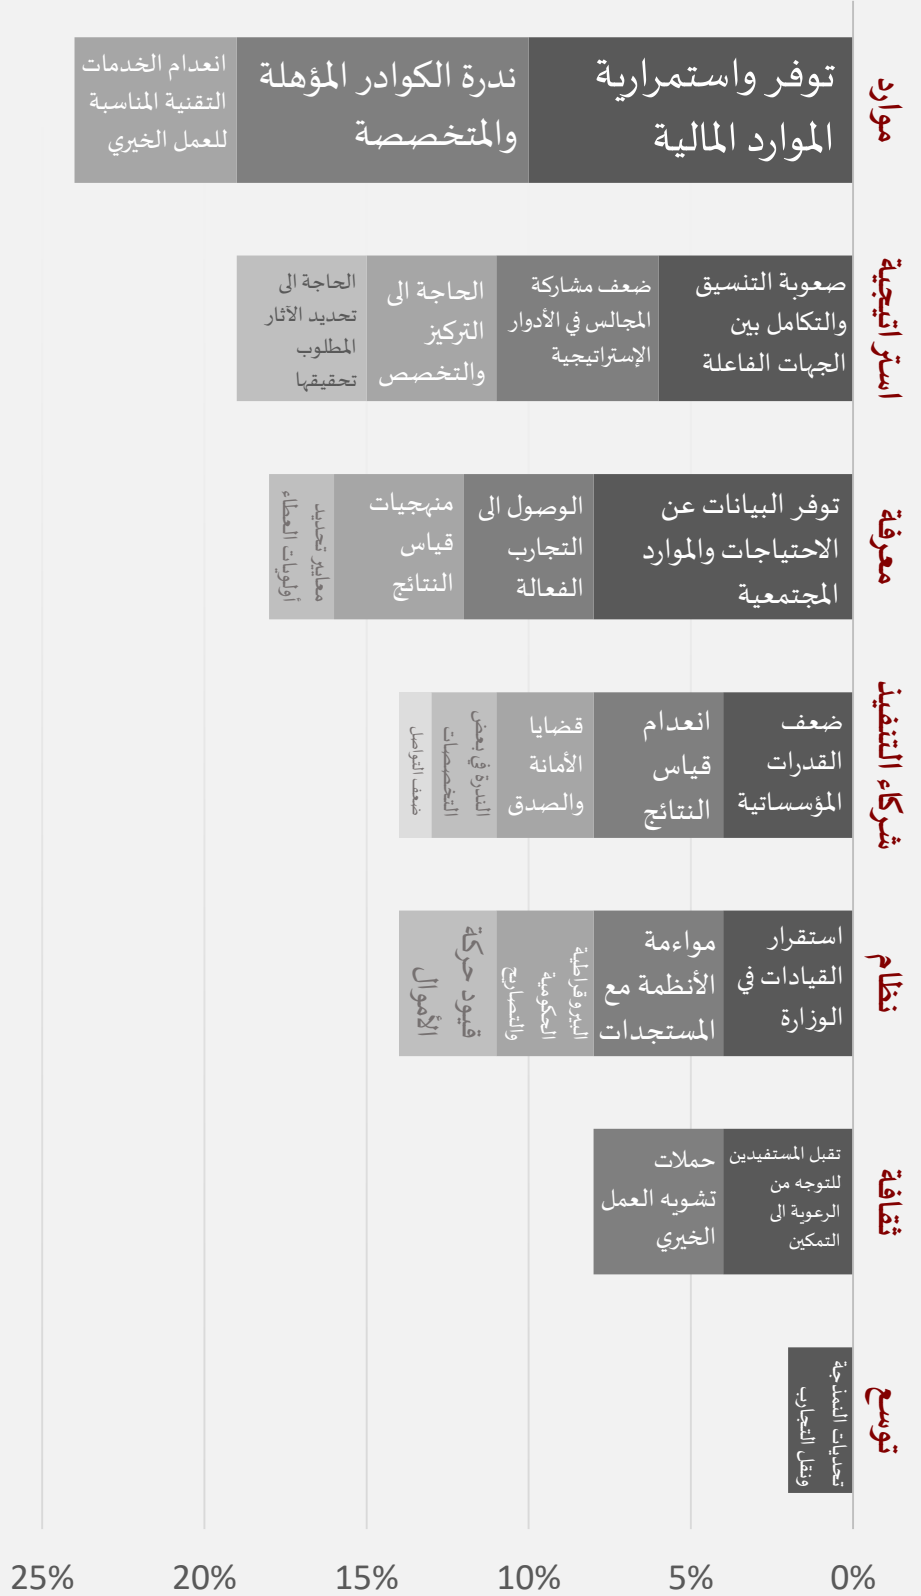 موارد
توفر واستمرارية
الموارد المالية
ندرة الكوادر المؤهلة
والمتخصصة
انعدام الخدمات
التقنية المناسبة
للعمل الخيري
استراتيجية
صعوبة التنسيق
والتكامل بين
الجهات الفاعلة
ضعف مشاركة
المجالس في الأدوار
الإستراتيجية
الحاجة الى
التركيز
والتخصص
الحاجة الى
تحديد الآثار
المطلوب
تحقيقها
معرفة
توفر البيانات عن
الاحتياجات والموارد
المجتمعية
الوصول الى
التجارب
الفعالة
منهجيات
قياس
النتائج
معايير تحديد
أولويات العطاء
شركاء التنفيذ
ضعف
القدرات
المؤسساتية
انعدام
قياس
النتائج
قضايا
الأمانة
والصدق
الندرة في بعض
التخصصات
ضعف التواصل
نظام
استقرار
القيادات في
الوزارة
مواءمة
الأنظمة مع
المستجدات
البيروقراطية
الحكومية
والتصاريح
قيود حركة
الأموال
ثقافة
تقبل المستفيدين
للتوجه من
الرعوية الى
التمكين
حملات
تشويه العمل
الخيري
توسع
تحديات النمذجة
ونقل التجارب
0%
5%
10%
15%
20%
25%